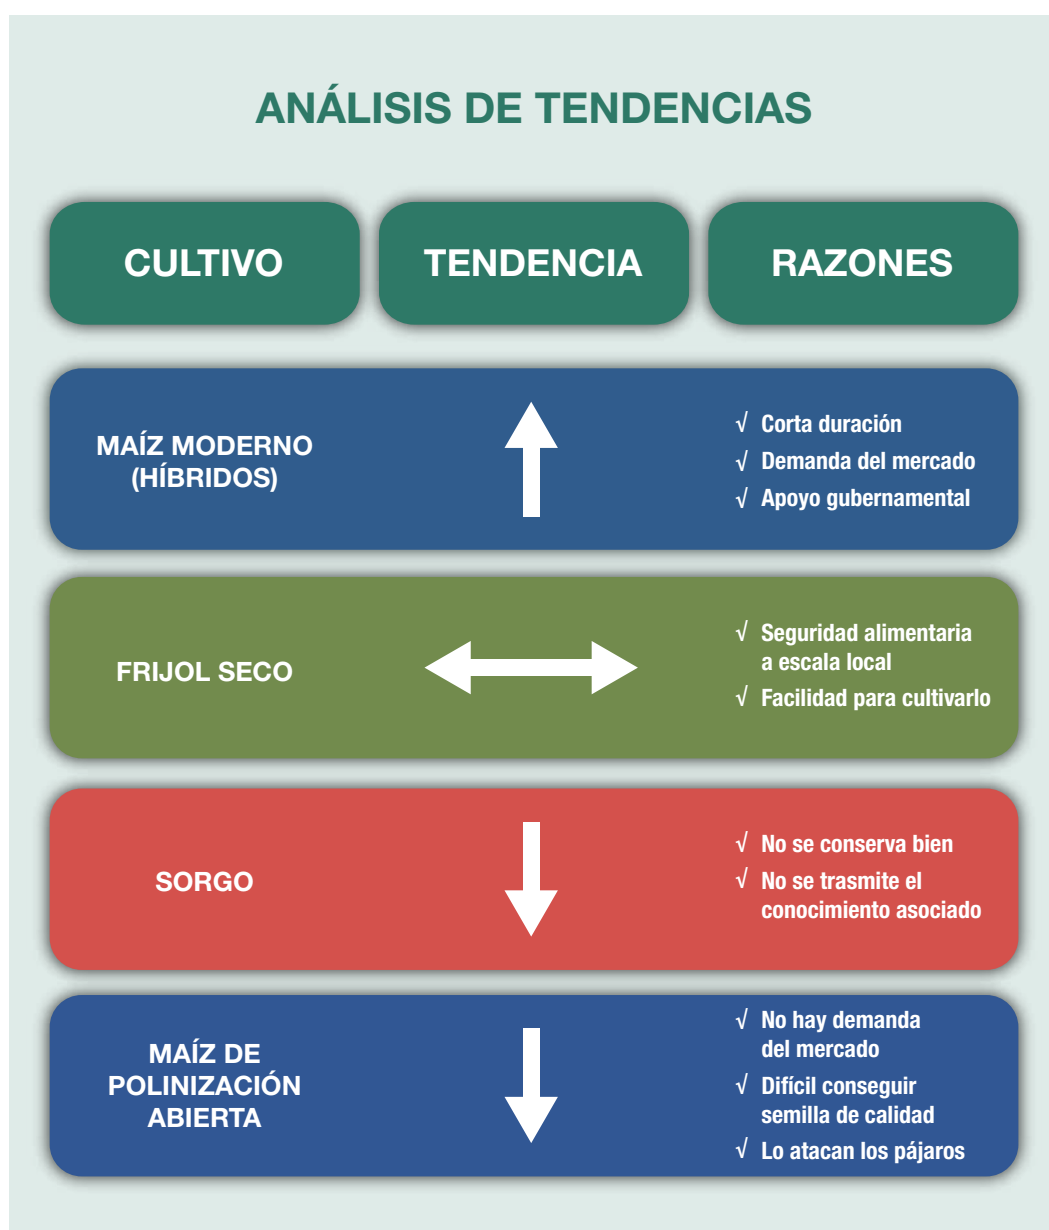 ANÁLISIS DE TENDENCIAS
CULTIVO
TENDENCIA
RAZONES
MAÍZ MODERNO
(HÍBRIDOS)
√ Corta duración
√ Demanda del mercado
√ Apoyo gubernamental
FRIJOL SECO
√ Seguridad alimentaria
a escala local
√ Facilidad para cultivarlo
SORGO
√ No se conserva bien
√ No se trasmite el
conocimiento asociado
MAÍZ DE
POLINIZACIÓN
ABIERTA
√ No hay demanda
del mercado
√ Difícil conseguir
semilla de calidad
√ Lo atacan los pájaros